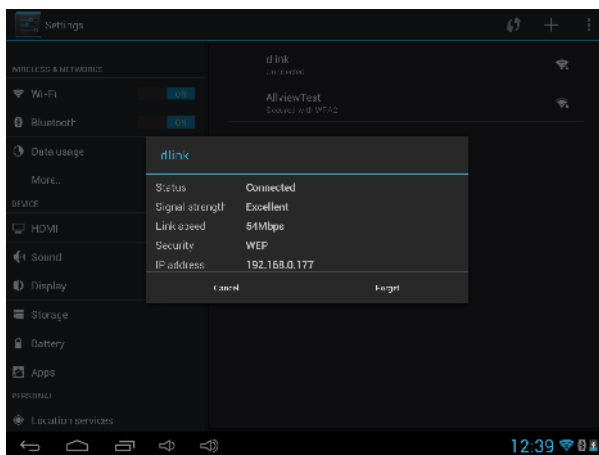 Settings
WIRELESS & NETWORKS
Wi-Fi
ON
Bluetooth
ON
Data usage
More...
DEVICE
HDMI
Sound
Display
Storage
Battery
Apps
PERSONAL
Location services
dlink
Connected
AllviewTest
Secured with WPA2
dlink
Status Connected
Signal strength Excellent
Link speed 54Mbps
Security WEP
IP address 192.168.0.177
Cancel Forget
12:39